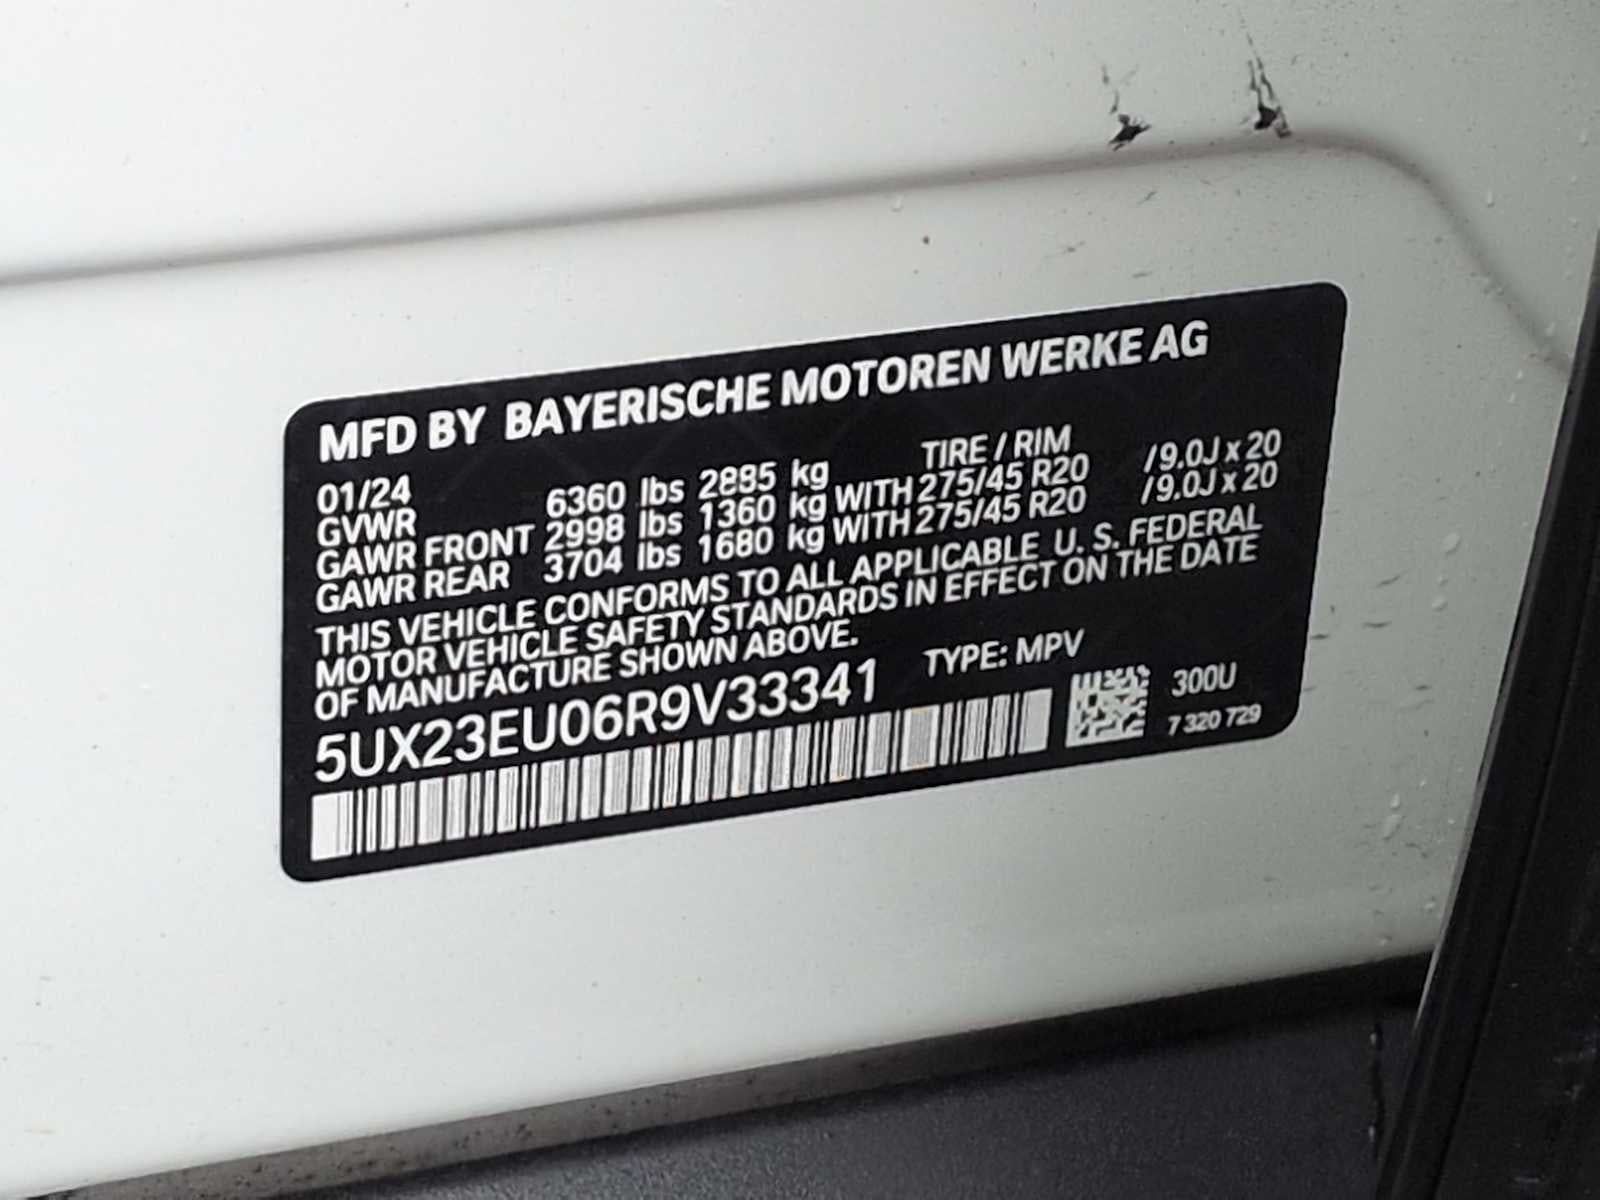 MFD BY BAYERISCHE MOTOREN WERKE AG
01/24 TIRE / RIM
GVWR 6360 lbs 2885 kg
GAWR FRONT 2998 lbs 1360 kg WITH 275/45 R20 /9.0J x 20
GAWR REAR 3704 lbs 1680 kg WITH 275/45 R20 /9.0J x 20
THIS VEHICLE CONFORMS TO ALL APPLICABLE U. S. FEDERAL
MOTOR VEHICLE SAFETY STANDARDS IN EFFECT ON THE DATE
OF MANUFACTURE SHOWN ABOVE.
TYPE: MPV
5UX23EU06R9V33341
300U
7 320 729